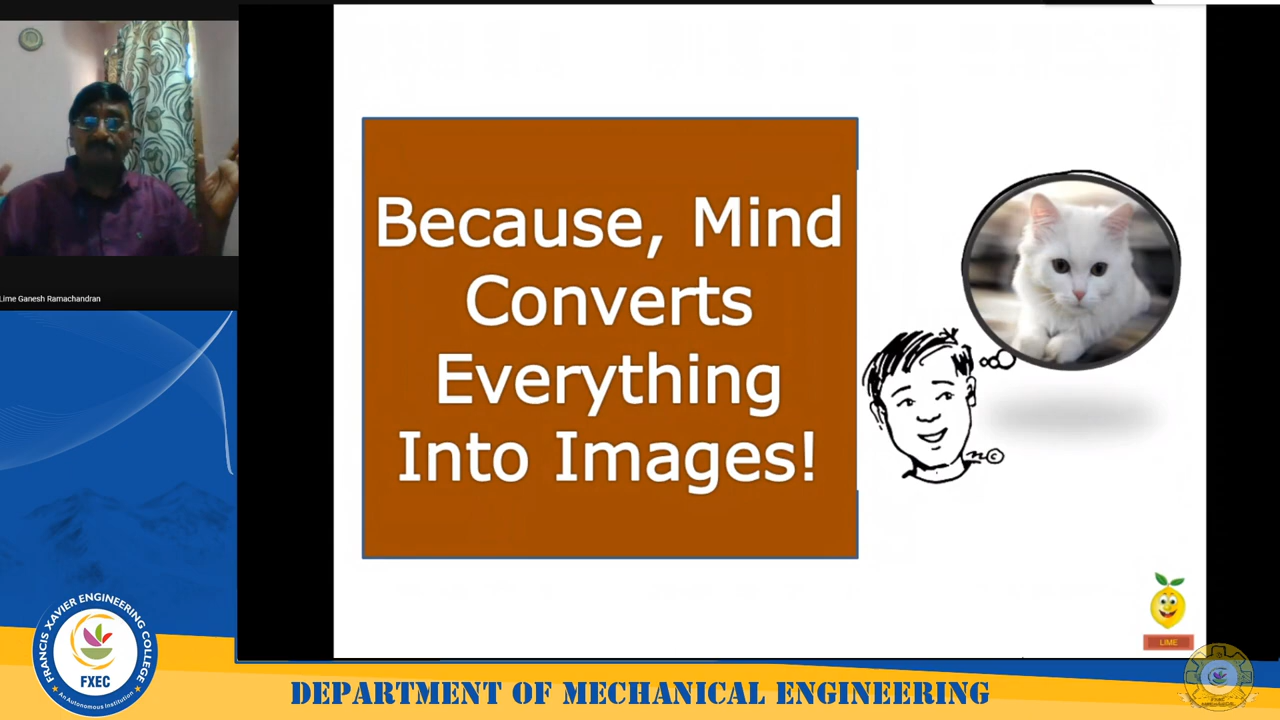 Lime Ganesh Ramachandran
Because, Mind
Converts
Everything
Into Images!
LIME
FRANCIS XAVIER ENGINEERING COLLEGE
FXEC
An Autonomous Institution
DEPARTMENT OF MECHANICAL ENGINEERING